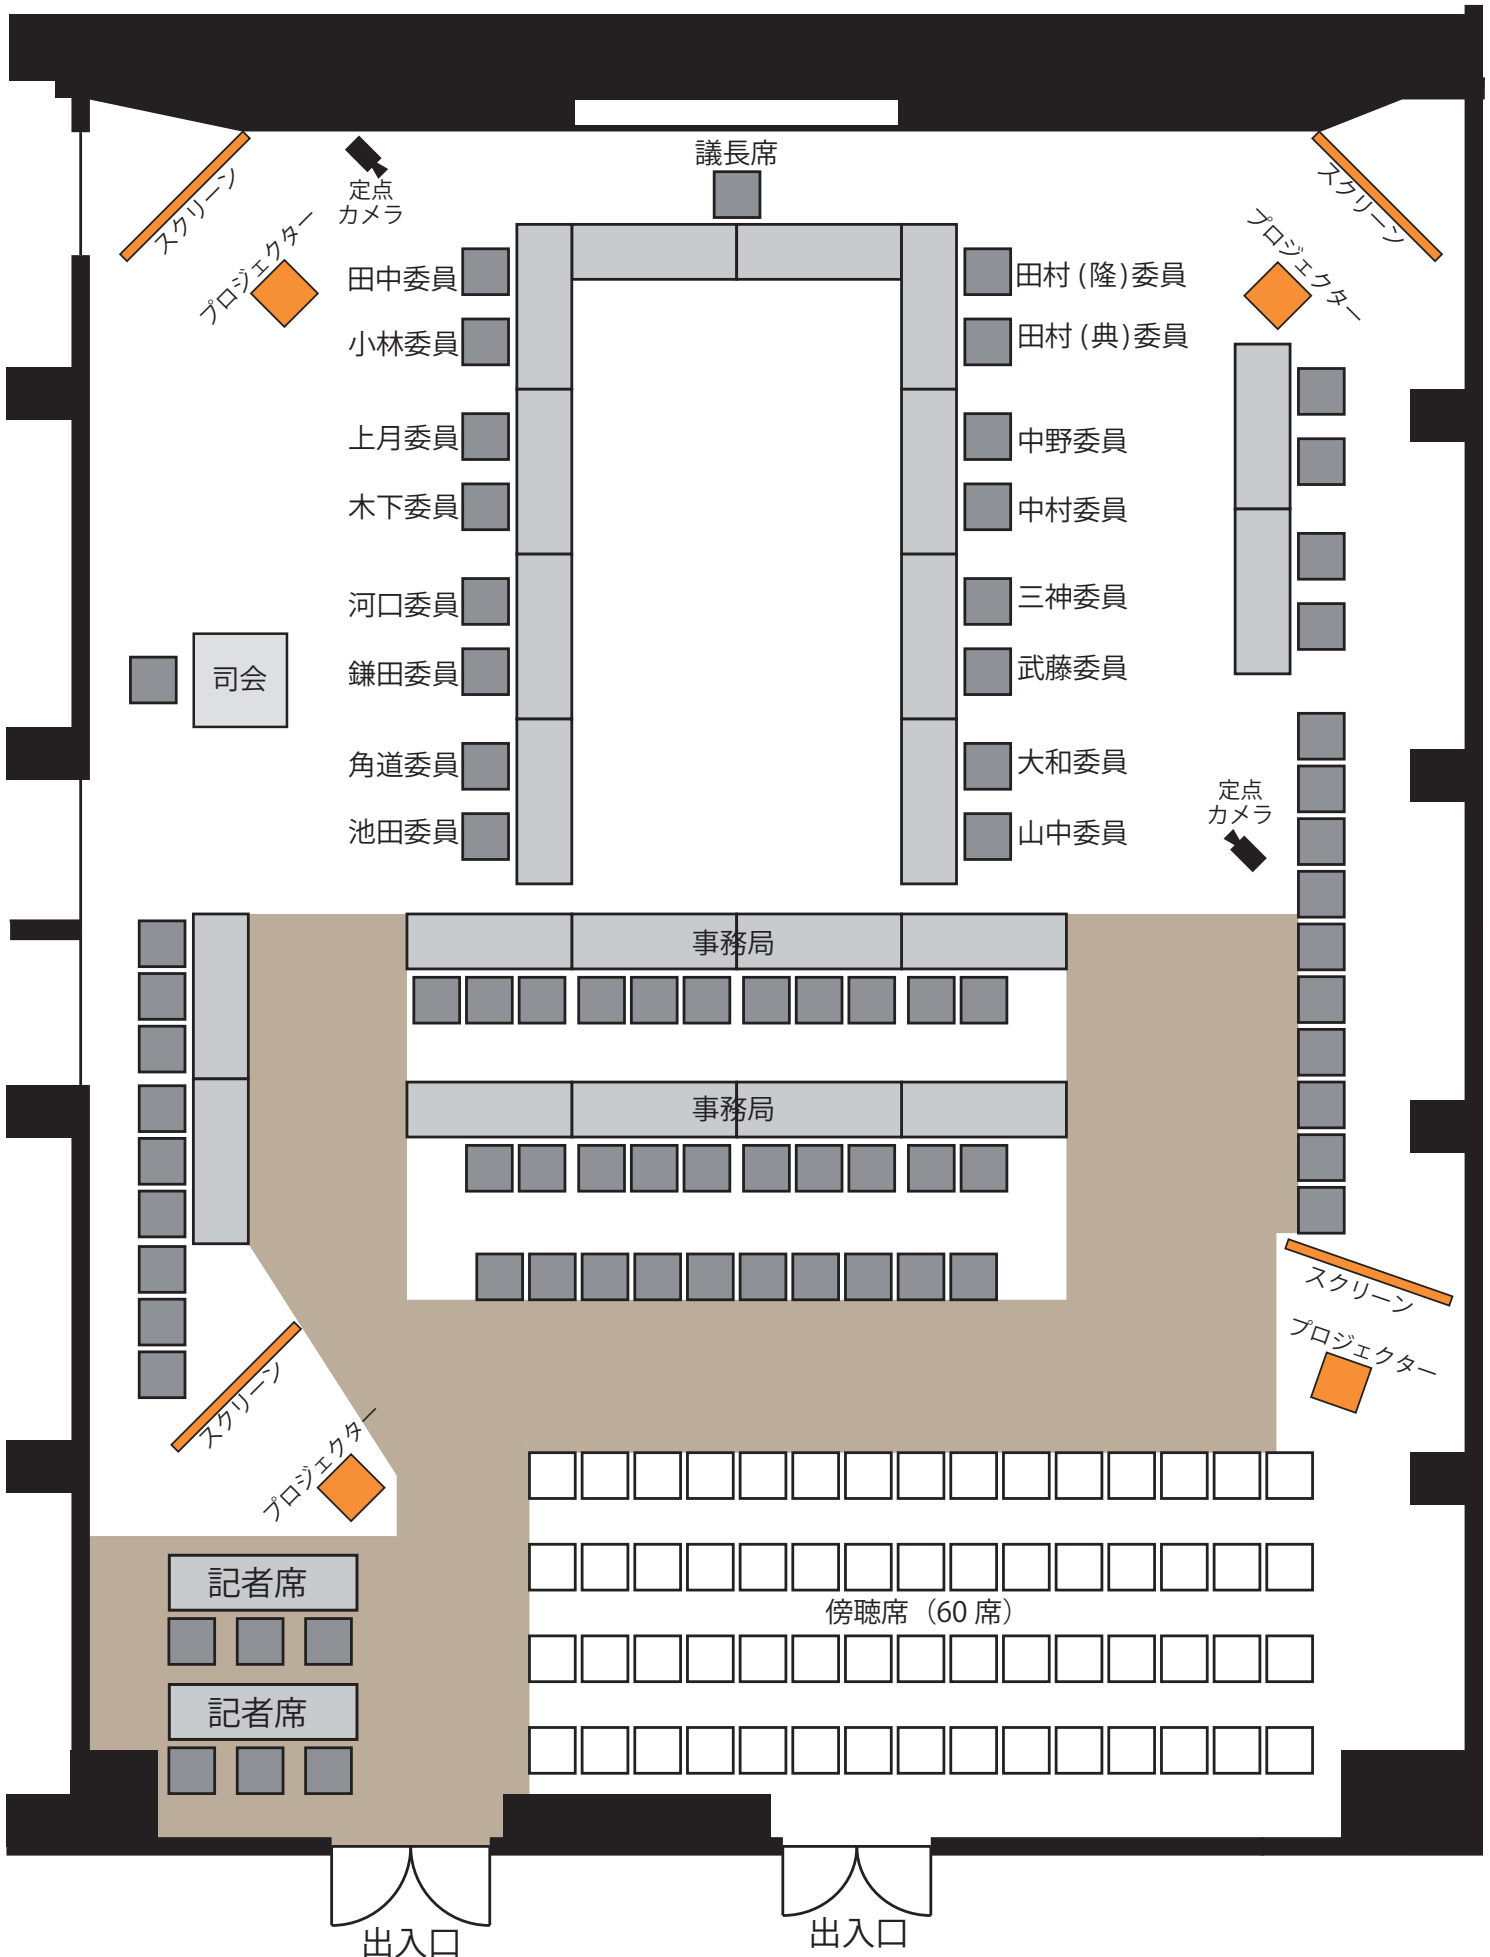 議長席
定点
カメラ
スクリーン
スクリーン
プロジェクター
プロジェクター
田中委員
田村(隆)委員
小林委員
田村(典)委員
上月委員
中野委員
木下委員
中村委員
河口委員
三神委員
司会
鎌田委員
武藤委員
角道委員
大和委員
定点
カメラ
池田委員
山中委員
事務局
事務局
スクリーン
プロジェクター
スクリーン
プロジェクター
記者席
傍聴席（60 席）
記者席
出入口
出入口